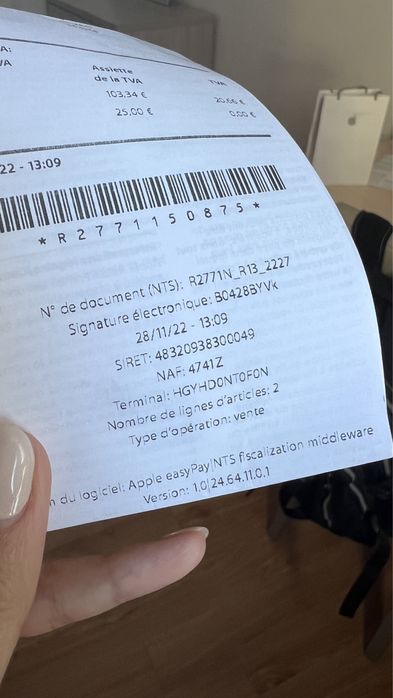 A:
VA
Assiette
de la TVA
TVA
103,34 €
20,66 €
25,00 €
0,00 €
22 - 13:09
* R 2 7 7 1 1 5 0 8 7 5 *
N° de document (NTS): R2771N_R13_2227
Signature électronique: B0428BYVk
28/11/22 - 13:09
SIRET: 48320938300049
NAF: 4741Z
Terminal: HGYHD0NT0F0N
Nombre de lignes d'articles: 2
Type d'opération: vente
n du logiciel: Apple easyPay|NTS fiscalization middleware
Version: 1.0|24.64.11.0.1